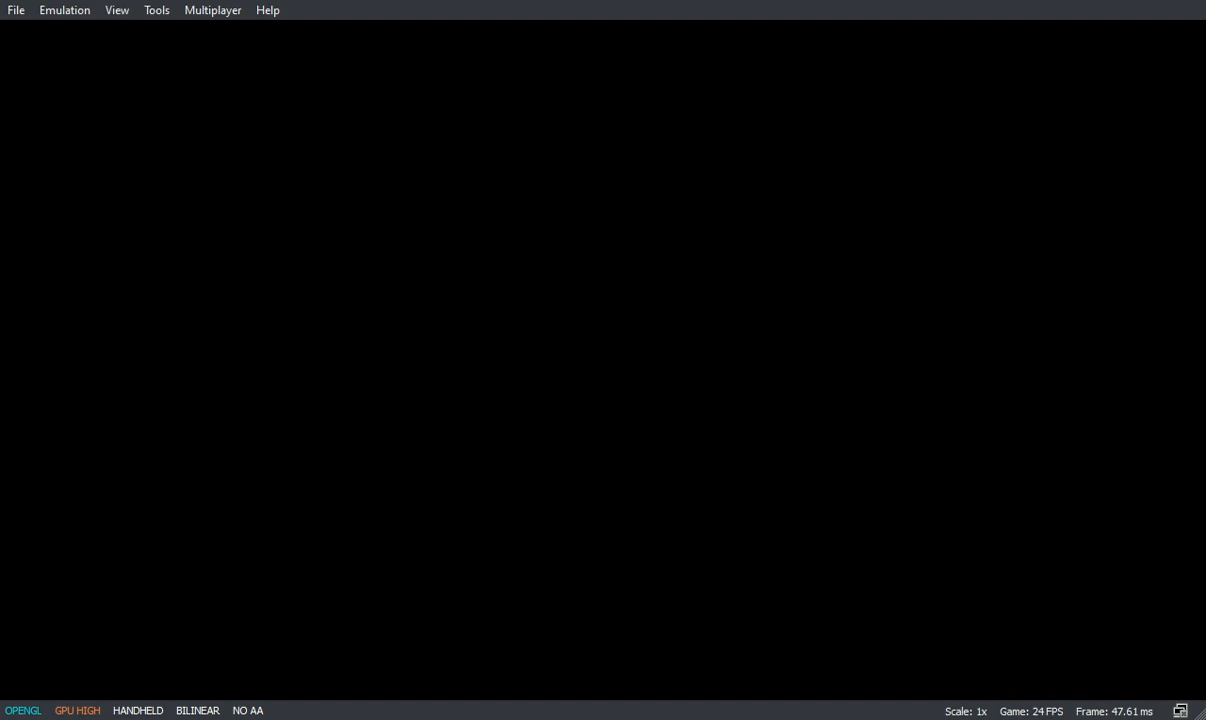 File Emulation View Tools Multiplayer Help
OPENGL GPU HIGH HANDHELD BILINEAR NO AA Scale: 1x Game: 24 FPS Frame: 47.61 ms